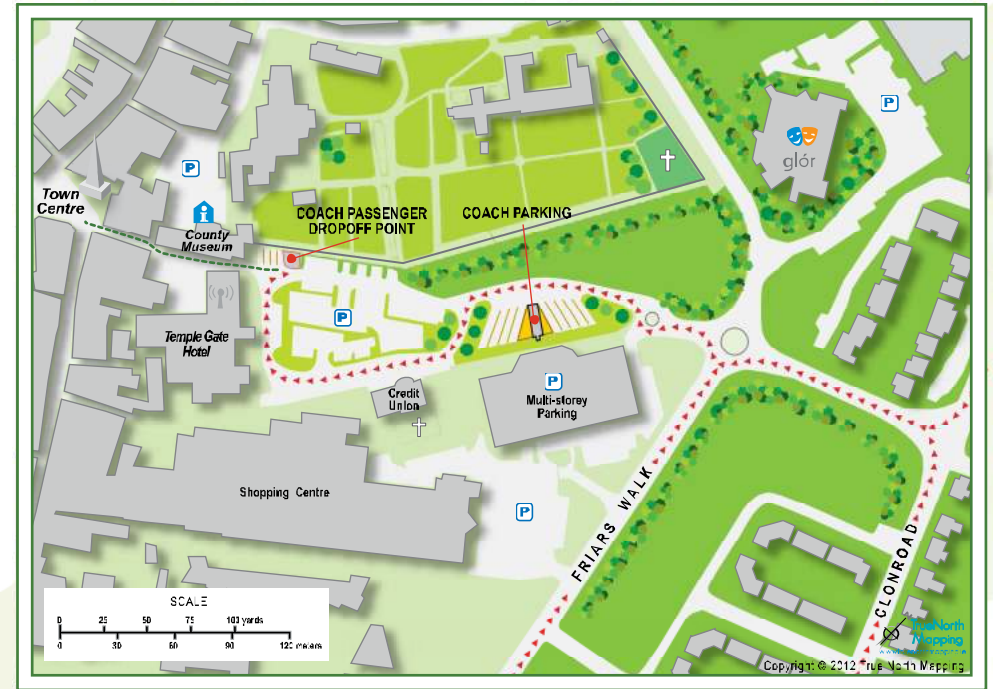 P
glór
P
Town
Centre
COACH PASSENGER
DROPOFF POINT
COACH PARKING
County
Museum
P
Temple Gate
Hotel
Credit
Union
P
Multi-storey
Parking
Shopping Centre
P
FRIARS WALK
CLONROAD
SCALE
0 25 50 75 100 yards
0 30 60 90 120 meters
TrueNorth
Mapping
Copyright © 2012 True North Mapping